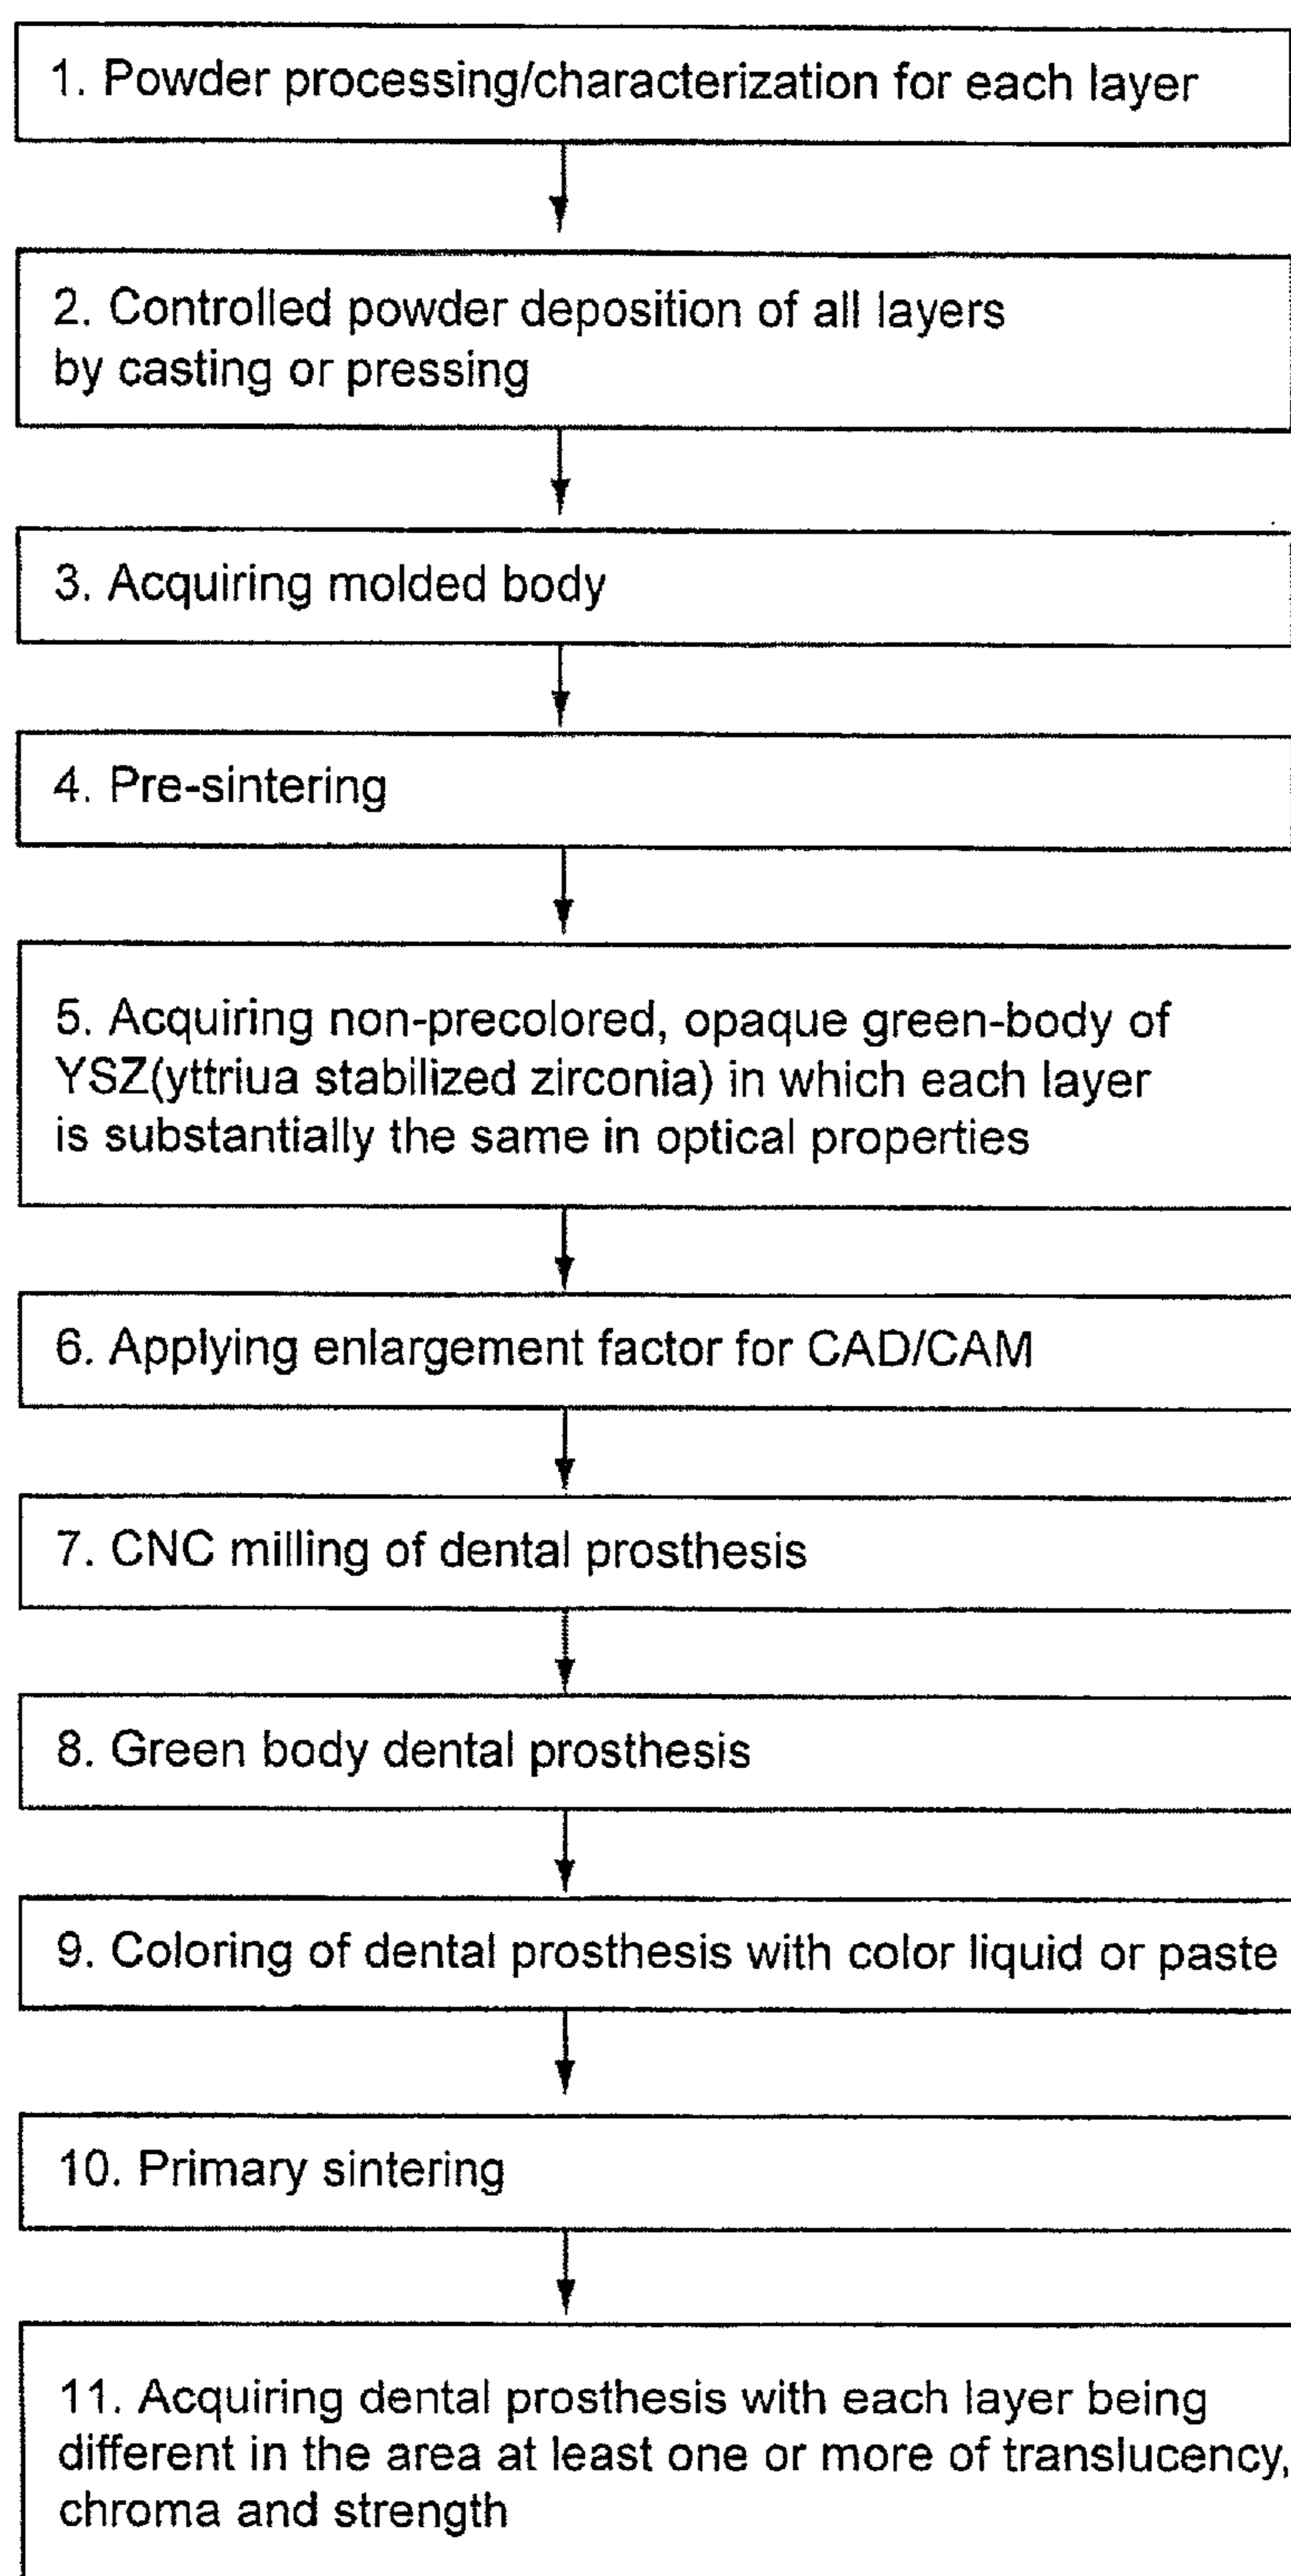 1. Powder processing/characterization for each layer
2. Controlled powder deposition of all layers
by casting or pressing
3. Acquiring molded body
4. Pre-sintering
5. Acquiring non-precolored, opaque green-body of
YSZ(yttriua stabilized zirconia) in which each layer
is substantially the same in optical properties
6. Applying enlargement factor for CAD/CAM
7. CNC milling of dental prosthesis
8. Green body dental prosthesis
9. Coloring of dental prosthesis with color liquid or paste
10. Primary sintering
11. Acquiring dental prosthesis with each layer being
different in the area at least one or more of translucency,
chroma and strength